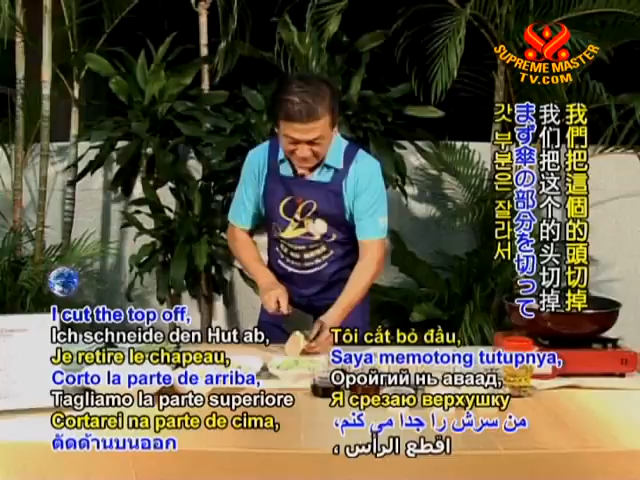 SUPREME MASTER
TV.COM
我們把這個的頭切掉
我们把这个的头切掉
まず傘の部分を切って
갓 부분은 잘라서
I cut the top off,
Ich schneide den Hut ab,
Je retire le chapeau,
Corto la parte de arriba,
Tagliamo la parte superiore
Cortarei na parte de cima,
ตัดด้านบนออก
Tôi cắt bỏ đầu,
Saya memotong tutupnya,
Оройгий нь аваад,
Я срезаю верхушку
من سرش را جدا می کنم،
اقطع الرأس ،